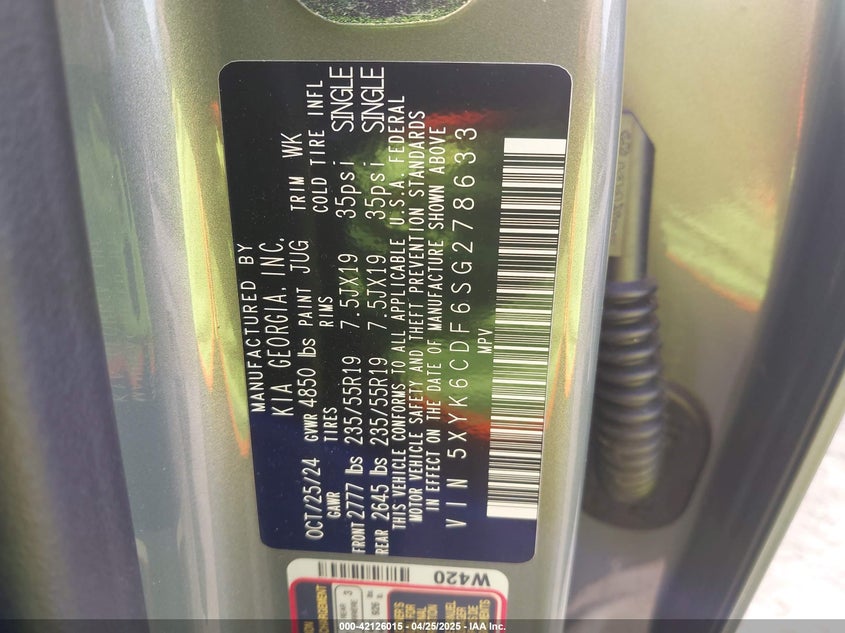 MANUFACTURED BY
KIA GEORGIA, INC.
OCT/25/24 GVWR 4850 lbs PAINT JUG TRIM WK
GAWR TIRES RIMS COLD TIRE INFL
FRONT 2777 lbs 235/55R19 7.5JX19 35psi SINGLE
REAR 2645 lbs 235/55R19 7.5JX19 35psi SINGLE
THIS VEHICLE CONFORMS TO ALL APPLICABLE U.S.A. FEDERAL
MOTOR VEHICLE SAFETY AND THEFT PREVENTION STANDARDS
IN EFFECT ON THE DATE OF MANUFACTURE SHOWN ABOVE
VIN 5XYK6CDF6SG278633
MPV
W420
REAR
3
000-42126015 - 04/25/2025 - IAA, Inc.